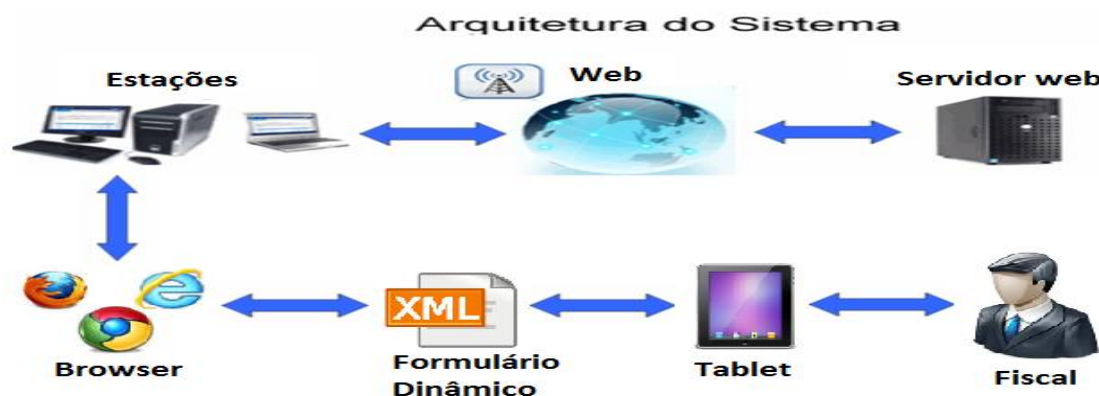 Arquitetura do Sistema
Estações
Web
Servidor web
XML
Browser
Formulário
Dinâmico
Tablet
Fiscal